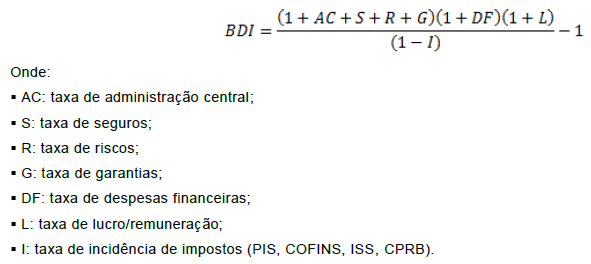 BDI = (1 + AC + S + R + G)(1 + DF)(1 + L) / (1 − I) − 1
Onde:
▪ AC: taxa de administração central;
▪ S: taxa de seguros;
▪ R: taxa de riscos;
▪ G: taxa de garantias;
▪ DF: taxa de despesas financeiras;
▪ L: taxa de lucro/remuneração;
▪ I: taxa de incidência de impostos (PIS, COFINS, ISS, CPRB).